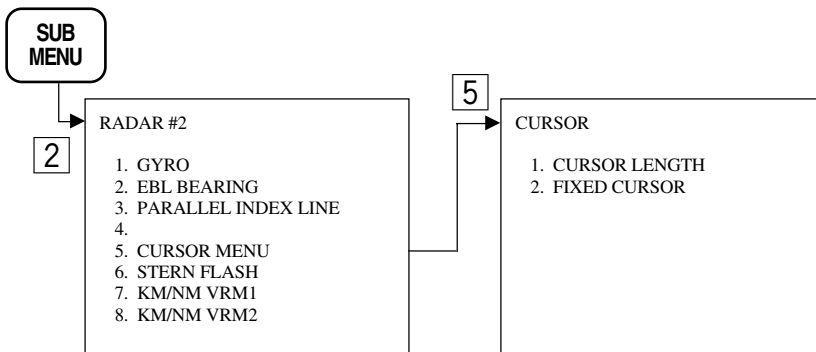 SUB
MENU
2
RADAR #2
1. GYRO
2. EBL BEARING
3. PARALLEL INDEX LINE
4.
5. CURSOR MENU
6. STERN FLASH
7. KM/NM VRM1
8. KM/NM VRM2
5
CURSOR
1. CURSOR LENGTH
2. FIXED CURSOR